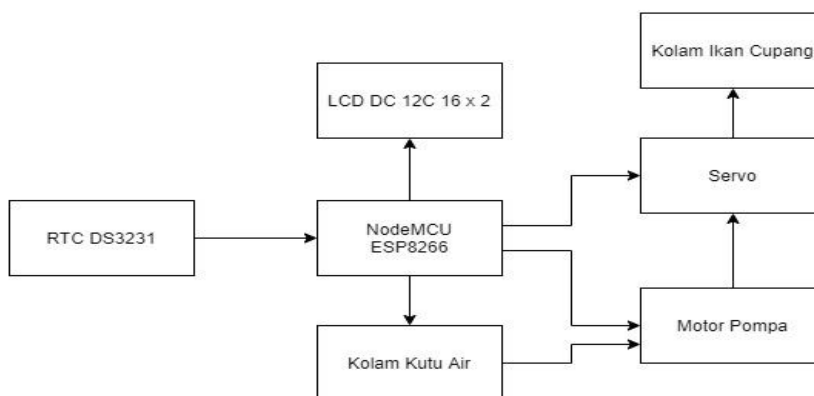 Kolam Ikan Cupang
LCD DC 12C 16 x 2
Servo
RTC DS3231
NodeMCU
ESP8266
Motor Pompa
Kolam Kutu Air